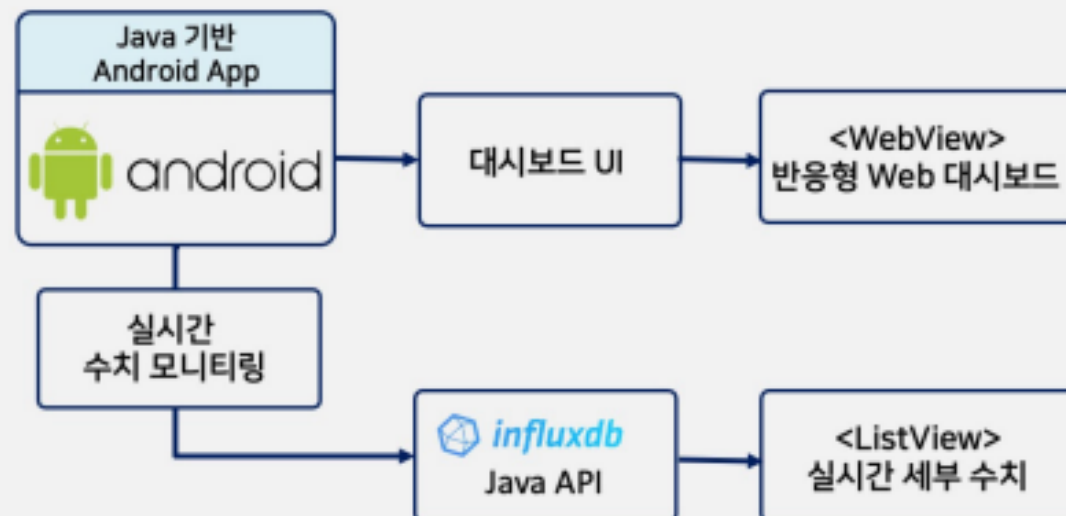 Java 기반
Android App
android
대시보드 UI
<WebView>
반응형 Web 대시보드
실시간
수치 모니티링
influxdb
Java API
<ListView>
실시간 세부 수치